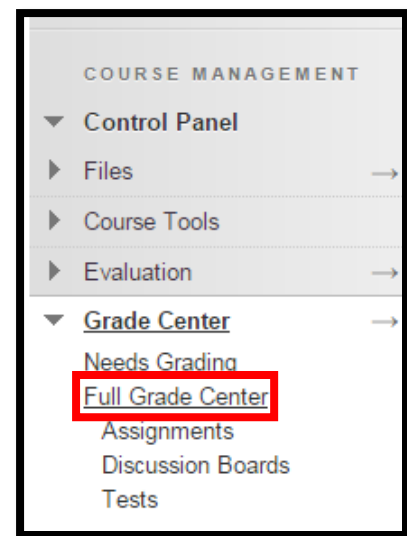 COURSE MANAGEMENT
Control Panel
Files
Course Tools
Evaluation
Grade Center
Needs Grading
Full Grade Center
Assignments
Discussion Boards
Tests